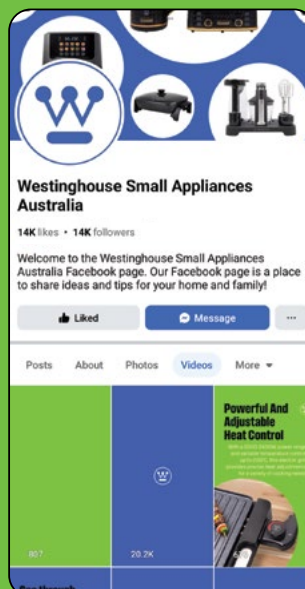 Westinghouse Small Appliances
Australia
14K likes • 14K followers
Welcome to the Westinghouse Small Appliances
Australia Facebook page. Our Facebook page is a place
to share ideas and tips for your home and family!
Liked
Message
Posts About Photos Videos More
Powerful And
Adjustable
Heat Control
807
20.2K